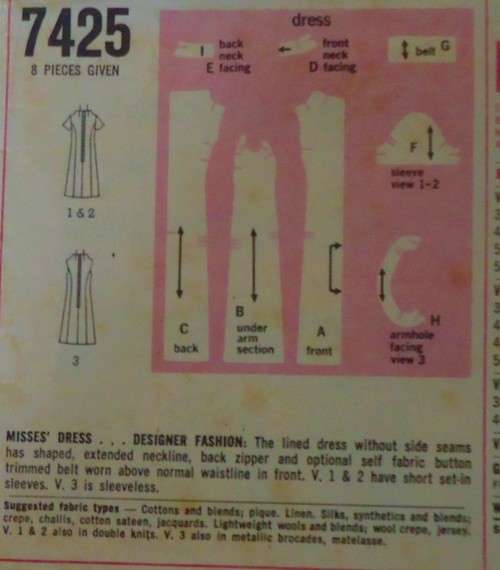 7425
8 PIECES GIVEN
dress
I back neck facing
E
front neck facing
D
belt G
F
sleeve
view 1-2
1 & 2
3
C
back
B
under
arm
section
A
front
H
armhole
facing
view 3
MISSES' DRESS . . . DESIGNER FASHION: The lined dress without side seams
has shaped, extended neckline, back zipper and optional self fabric button
trimmed belt worn above normal waistline in front. V. 1 & 2 have short set-in
sleeves. V. 3 is sleeveless.
Suggested fabric types — Cottons and blends; pique. Linen. Silks, synthetics and blends;
crepe, challis, cotton sateen, jacquards. Lightweight wools and blends; wool crepe, jersey.
V. 1 & 2 also in double knits. V. 3 also in metallic brocades, matelasse.